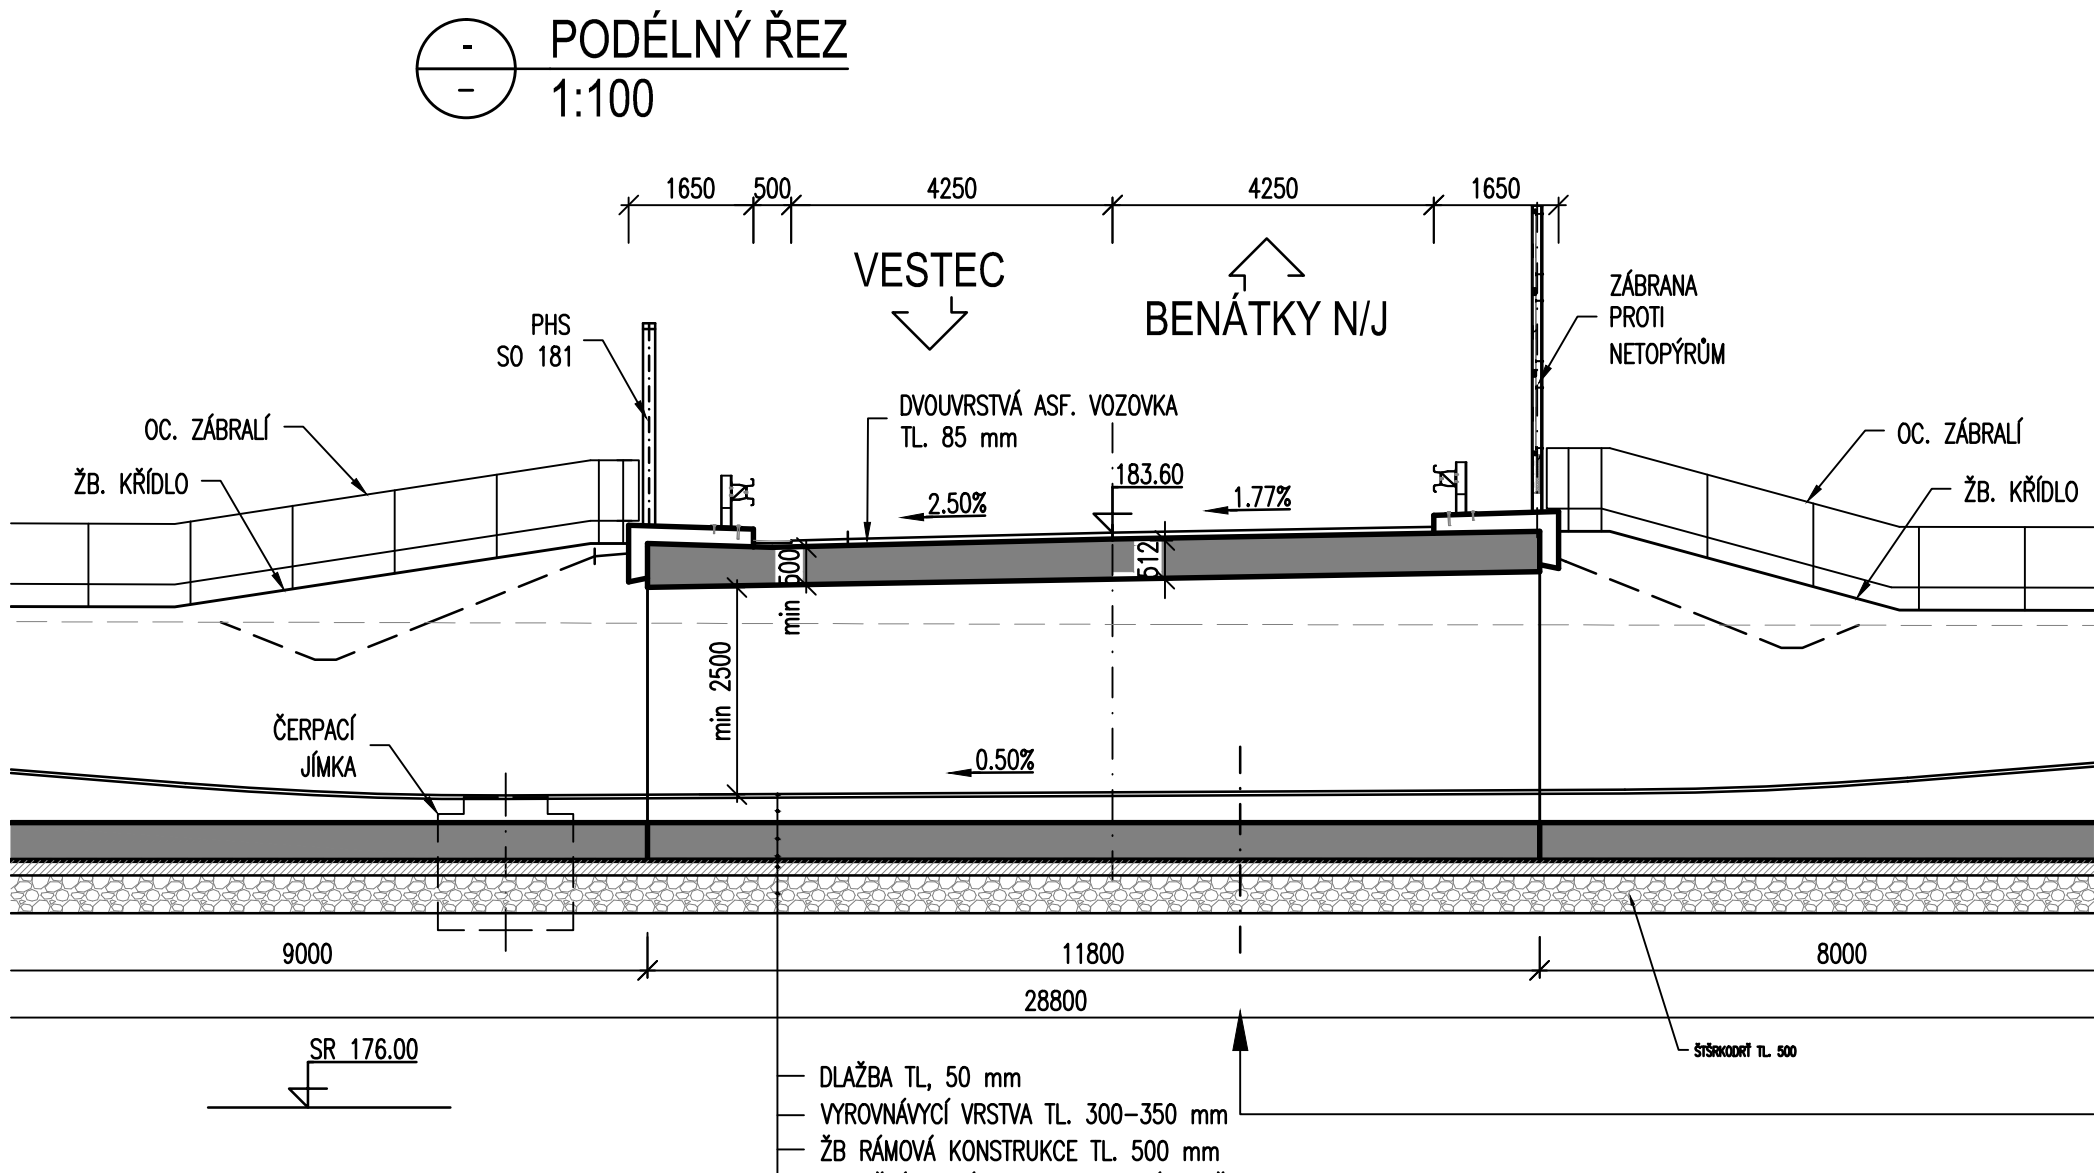 -
PODÉLNÝ ŘEZ
–
1:100
1650 500 4250 4250 1650
VESTEC
BENÁTKY N/J
ZÁBRANA
PROTI
NETOPÝRŮM
PHS
SO 181
DVOUVRSTVÁ ASF. VOZOVKA
TL. 85 mm
OC. ZÁBRALÍ
OC. ZÁBRALÍ
ŽB. KŘÍDLO
ŽB. KŘÍDLO
2.50%
183.60
1.77%
min 500
512
min 2500
ČERPACÍ
JÍMKA
0.50%
9000 11800 8000
28800
SR 176.00
ŠTŠRKODRŤ TL. 500
DLAŽBA TL, 50 mm
VYROVNÁVYCÍ VRSTVA TL. 300-350 mm
ŽB RÁMOVÁ KONSTRUKCE TL. 500 mm